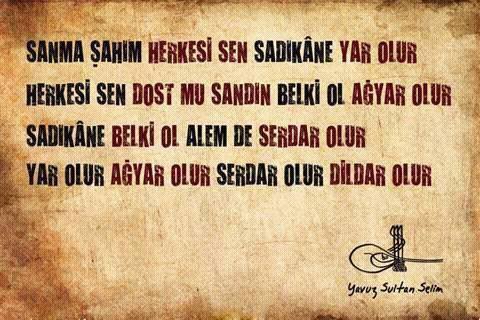 SANMA ŞAHIM HERKESİ SEN SADIKÂNE YAR OLUR
HERKESİ SEN DOST MU SANDIN BELKİ OL AĞYAR OLUR
SADIKÂNE BELKİ OL ALEM DE SERDAR OLUR
YAR OLUR AĞYAR OLUR SERDAR OLUR DİLDAR OLUR
Yavuz Sultan Selim